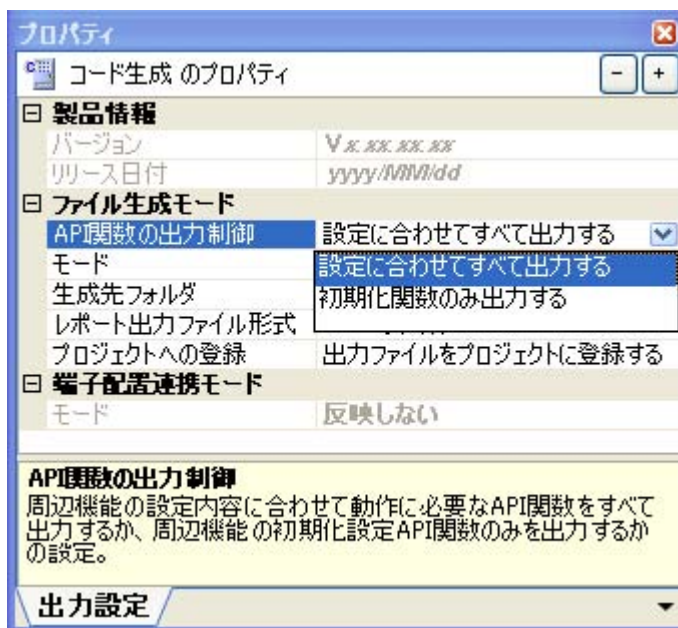 プロパティ
コード生成 のプロパティ
製品情報
バージョン Vx.xx.xx.xx
リリース日付 yyyy/MM/dd
ファイル生成モード
API関数の出力制御 設定に合わせてすべて出力する
モード 設定に合わせてすべて出力する
生成先フォルダ 初期化関数のみ出力する
レポート出力ファイル形式
プロジェクトへの登録 出力ファイルをプロジェクトに登録する
端子配置連携モード
モード 反映しない
API関数の出力制御
周辺機能の設定内容に合わせて動作に必要なAPI関数をすべて
出力するか、周辺機能の初期化設定API関数のみを出力するか
の設定。
出力設定